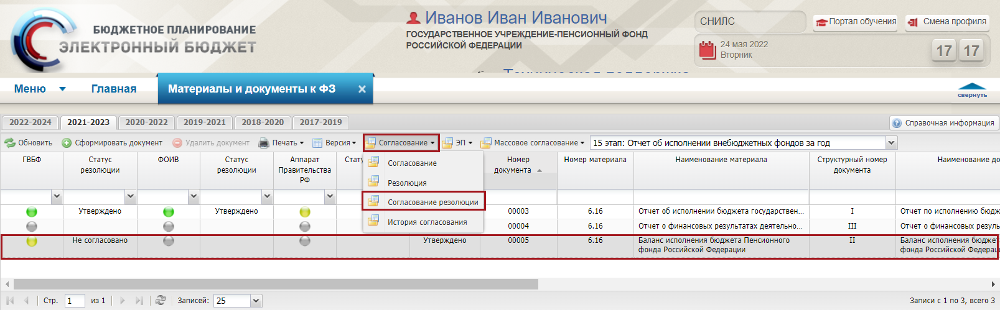 Иванов Иван Иванович
ГОСУДАРСТВЕННОЕ УЧРЕЖДЕНИЕ-ПЕНСИОННЫЙ ФОНД
РОССИЙСКОЙ ФЕДЕРАЦИИ
БЮДЖЕТНОЕ ПЛАНИРОВАНИЕ
ЭЛЕКТРОННЫЙ БЮДЖЕТ
СНИЛС
Портал обучения
Смена профиля
24 мая 2022
Вторник
17 17
Техническая поддержка
Меню
Главная
Материалы и документы к ФЗ
свернуть
2022-2024 2021-2023 2020-2022 2019-2021 2018-2020 2017-2019
Справочная информация
Обновить Сформировать документ Удалить документ Печать Версия Согласование ЭП Массовое согласование 15 этап: Отчет об исполнении внебюджетных фондов за год
ГВБФ
Статус
резолюции
ФОИВ
Статус
резолюции
Аппарат
Правительства
РФ
Стату
Номер
документа
Номер материала
Наименование материала
Структурный номер
документа
Наименование до
Согласование
Резолюция
Согласование резолюции
История согласования
Утверждено Утверждено 00003 6.16 Отчет об исполнении бюджета государствен... I Отчет по исполнению бюдж
00004 6.16 Отчет о финансовых результатах деятельно... III Отчет о финансовых резуль
Не согласовано Утверждено 00005 6.16 Баланс исполнения бюджета Пенсионного
фонда Российской Федерации
II
Баланс исполнения бюджет
фонда Российской Федерац
Стр. 1 из 1 Записей: 25
Записи с 1 по 3, всего 3